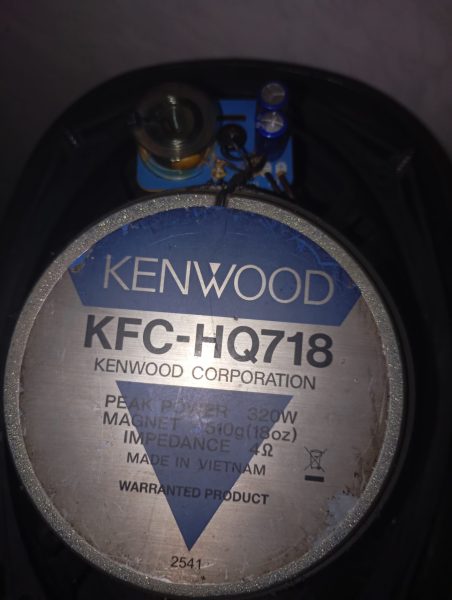 KENWOOD
KFC-HQ718
KENWOOD CORPORATION
PEAK POWER 320W
MAGNET 510g(18oz)
IMPEDANCE 4Ω
MADE IN VIETNAM
WARRANTED PRODUCT
2541